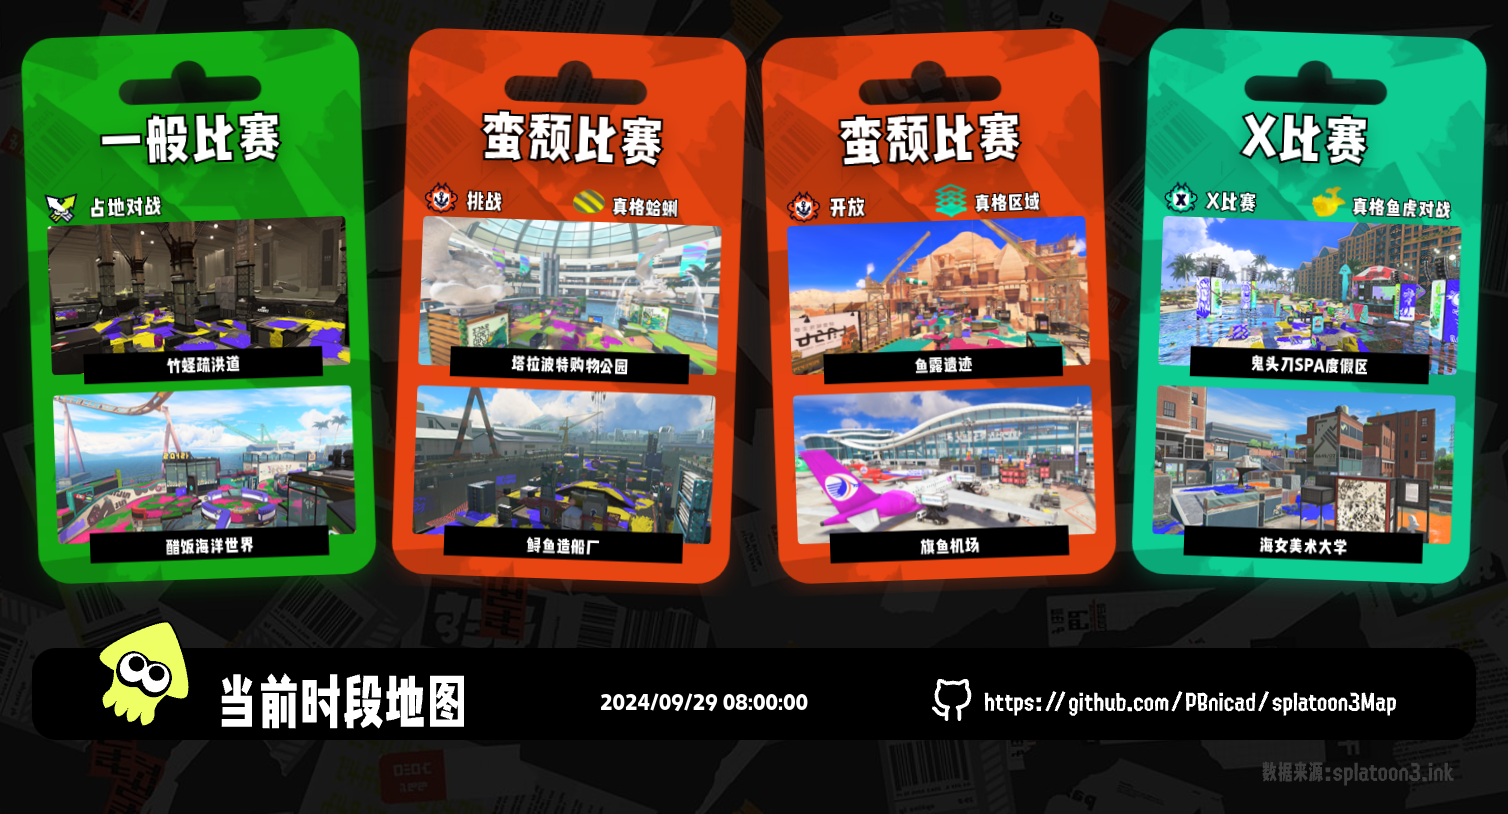 一般比赛
占地对战
竹蛏疏洪道
醋饭海洋世界
蛮颓比赛
挑战
真格蛤蜊
塔拉波特购物公园
鲟鱼造船厂
蛮颓比赛
开放
真格区域
鱼露遗迹
旗鱼机场
X比赛
X比赛
真格鱼虎对战
鬼头刀SPA度假区
海女美术大学
当前时段地图
2024/09/29 08:00:00
https://github.com/PBnicad/splatoon3Map
数据来源:splatoon3.ink